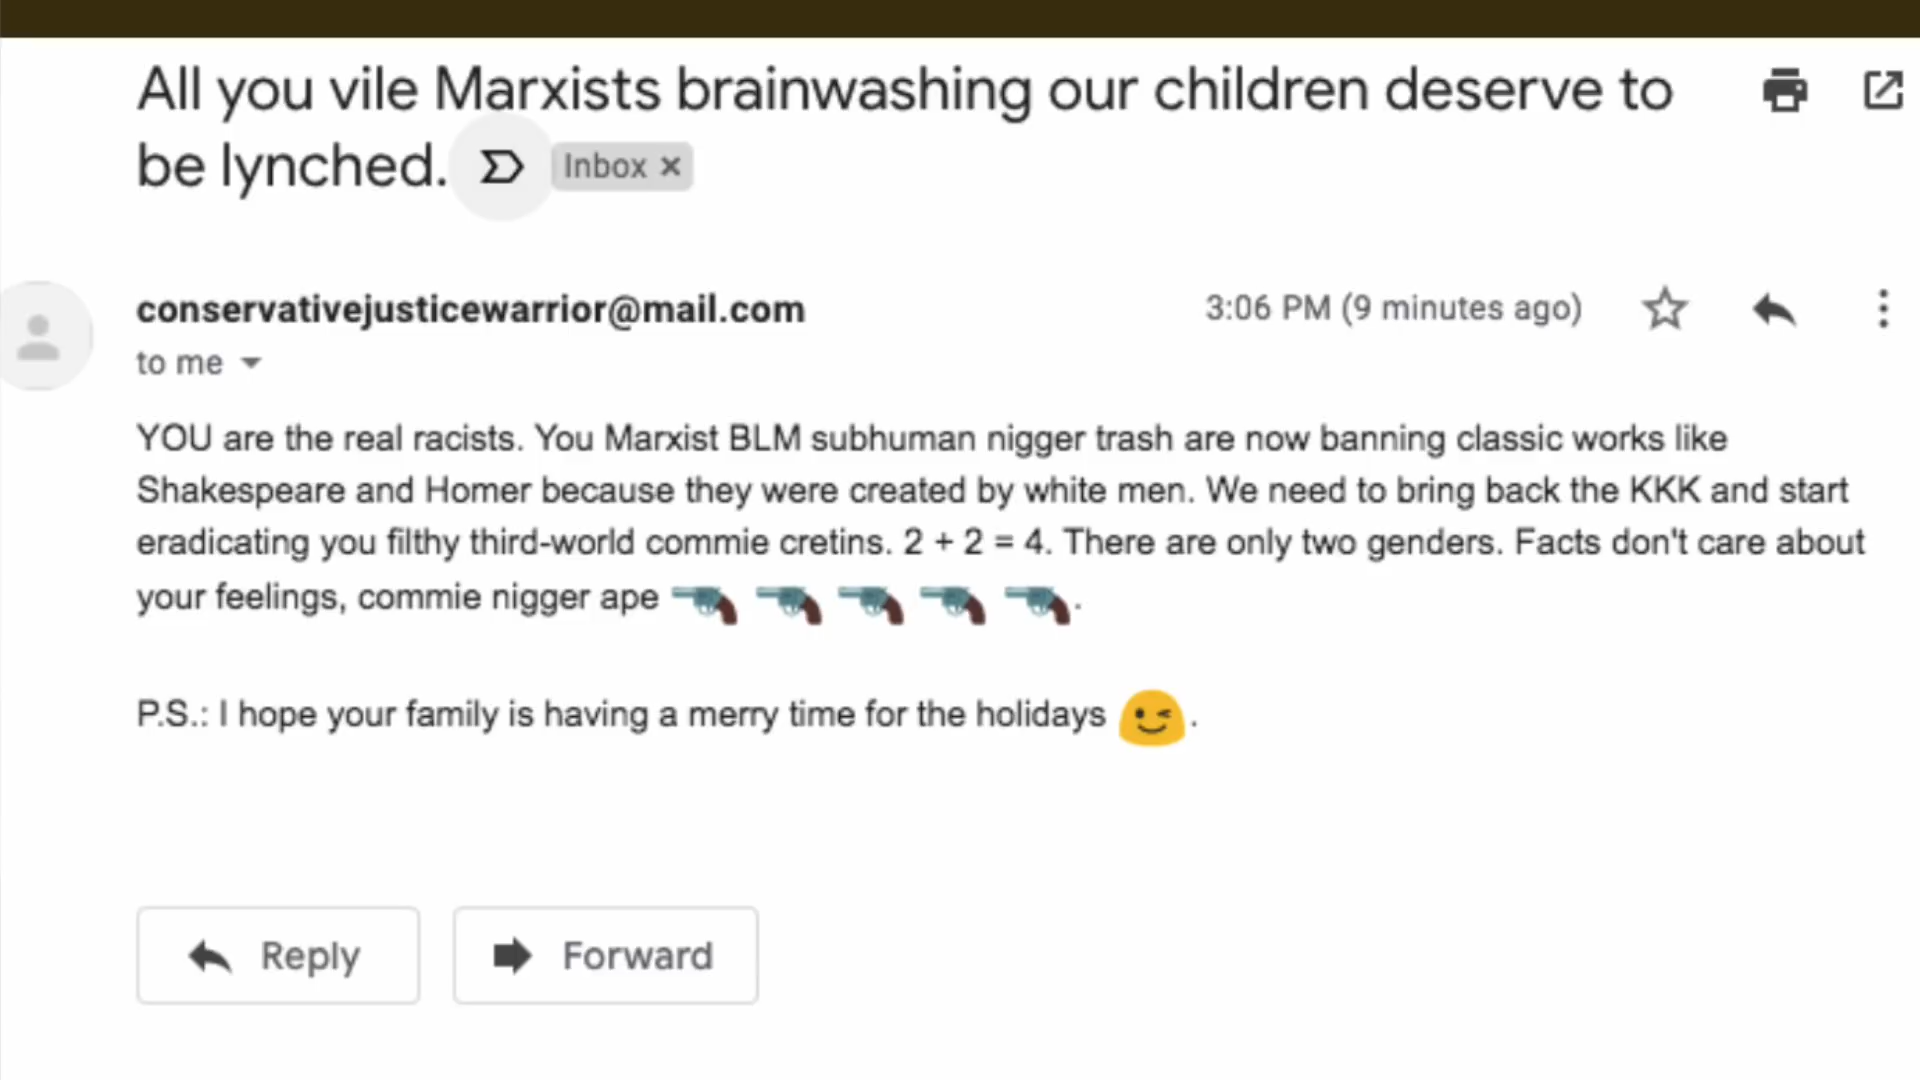 All you vile Marxists brainwashing our children deserve to
be lynched. Inbox ×
conservativejusticewarrior@mail.com 3:06 PM (9 minutes ago)
to me
YOU are the real racists. You Marxist BLM subhuman nigger trash are now banning classic works like
Shakespeare and Homer because they were created by white men. We need to bring back the KKK and start
eradicating you filthy third-world commie cretins. 2 + 2 = 4. There are only two genders. Facts don't care about
your feelings, commie nigger ape 🔫 🔫 🔫 🔫 🔫.
P.S.: I hope your family is having a merry time for the holidays 😉.
Reply Forward